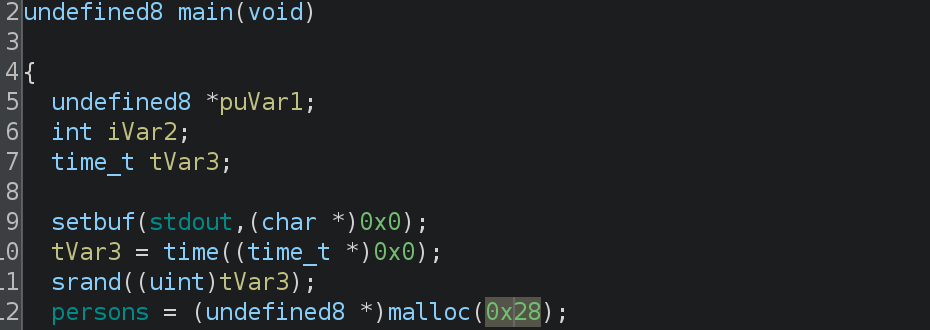 2 undefined8 main(void)
3
4 {
5 undefined8 *puVar1;
6 int iVar2;
7 time_t tVar3;
8
9 setbuf(stdout,(char *)0x0);
10 tVar3 = time((time_t *)0x0);
11 srand((uint)tVar3);
12 persons = (undefined8 *)malloc(0x28);